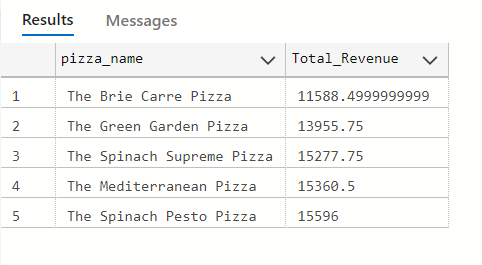 Results Messages
pizza_name Total_Revenue
1 The Brie Carre Pizza 11588.4999999999
2 The Green Garden Pizza 13955.75
3 The Spinach Supreme Pizza 15277.75
4 The Mediterranean Pizza 15360.5
5 The Spinach Pesto Pizza 15596